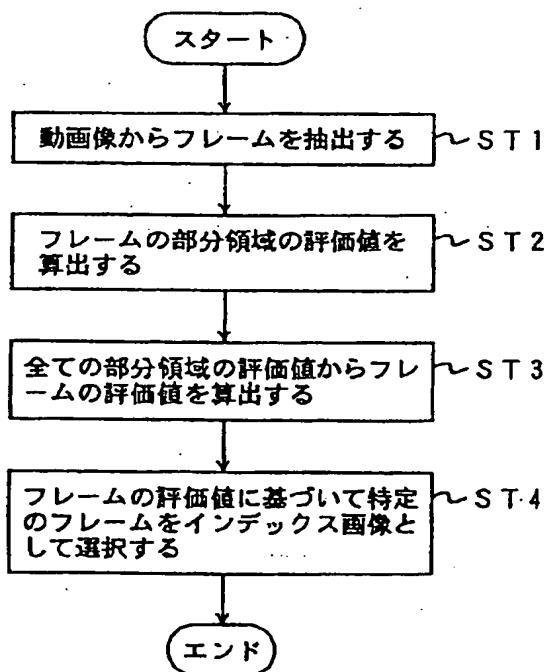 スタート
動画像からフレームを抽出する ST1
フレームの部分領域の評価値を ST2
算出する
全ての部分領域の評価値からフレ ST3
ームの評価値を算出する
フレームの評価値に基づいて特定 ST4
のフレームをインデックス画像と
して選択する
エンド